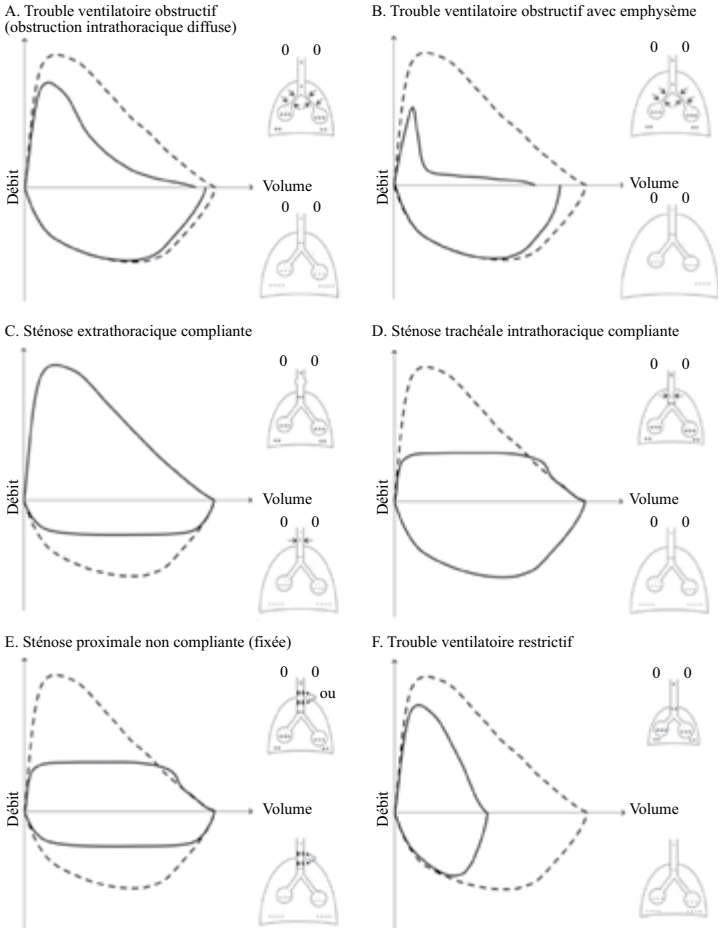 A. Trouble ventilatoire obstructif
(obstruction intrathoracique diffuse)
0 0
Débit
Volume
0 0
B. Trouble ventilatoire obstructif avec emphysème
0 0
Débit
Volume
0 0
C. Sténose extrathoracique compliante
0 0
Débit
Volume
0 0
D. Sténose trachéale intrathoracique compliante
0 0
Débit
Volume
0 0
E. Sténose proximale non compliante (fixée)
0 0
ou
Débit
Volume
F. Trouble ventilatoire restrictif
0 0
Débit
Volume